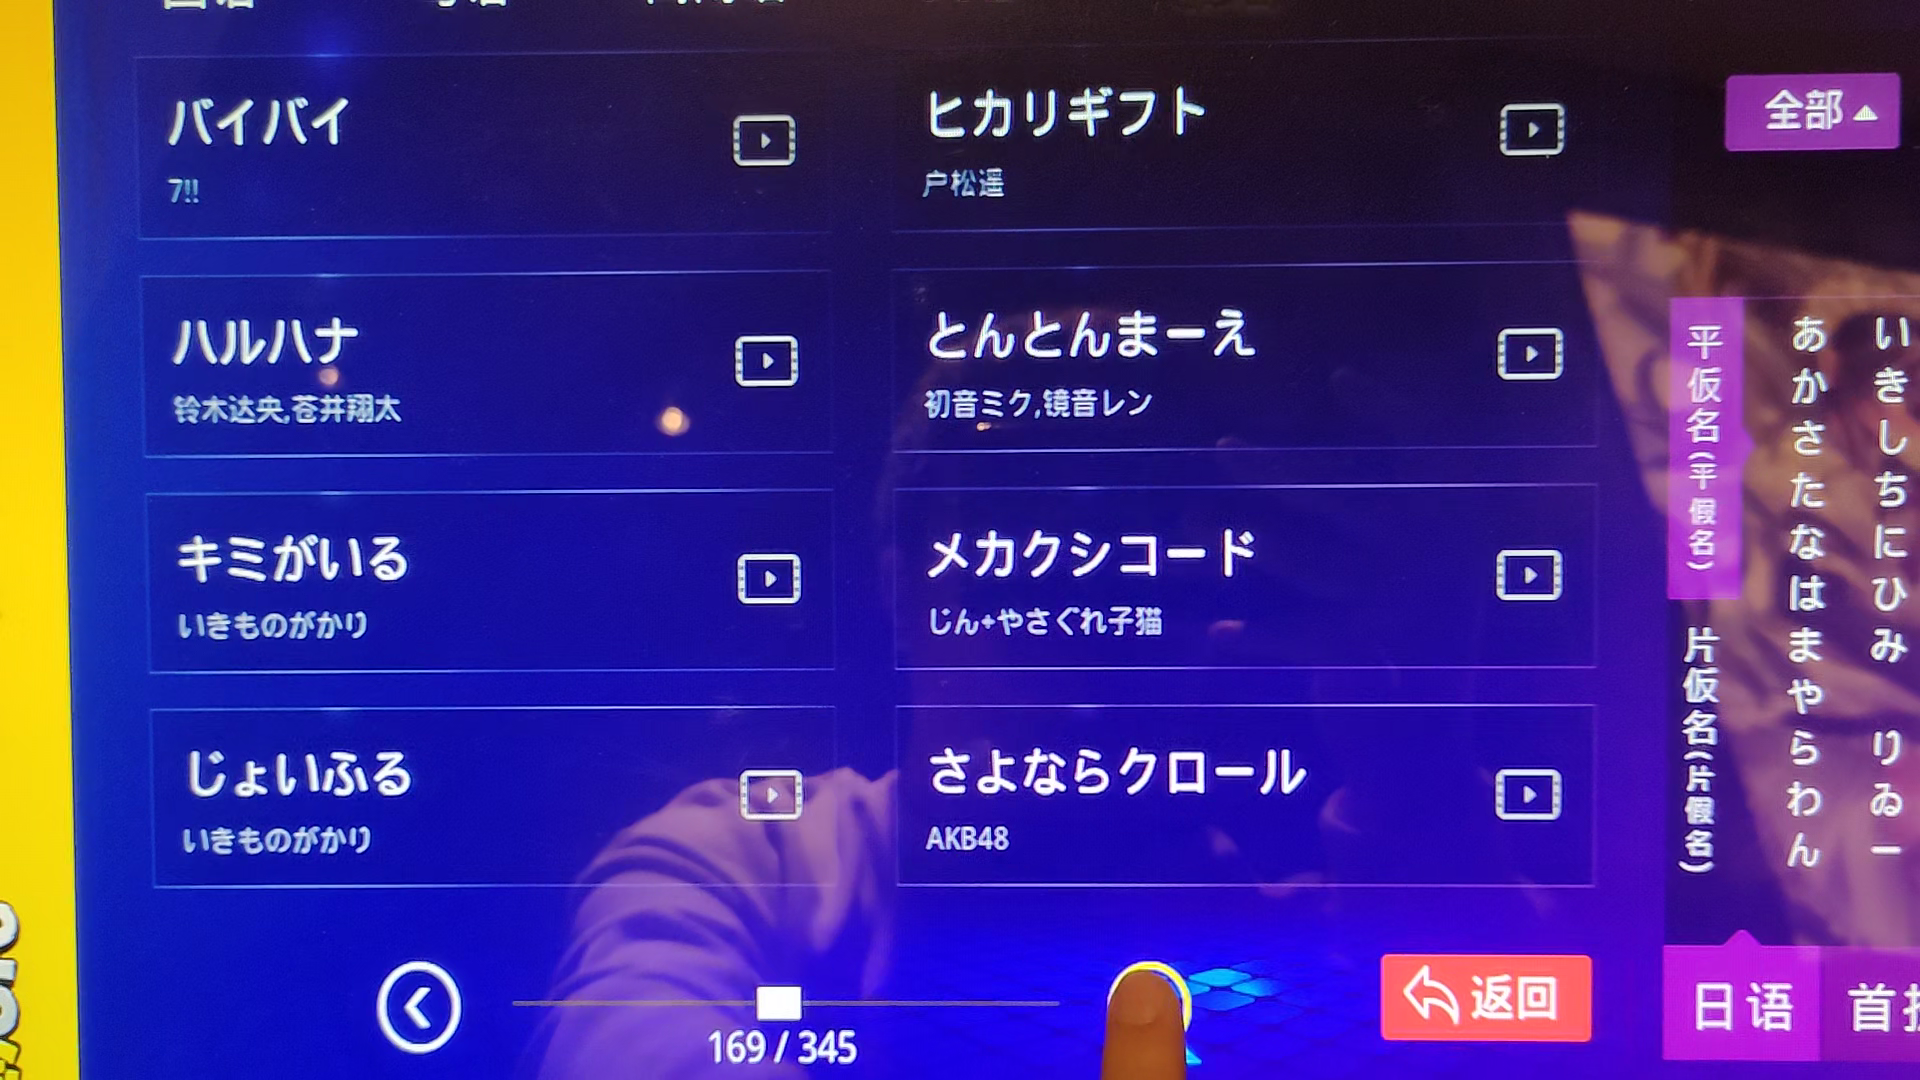 バイバイ
7!!
ヒカリギフト
户松遥
全部
ハルハナ
铃木达央,苍井翔太
とんとんまーえ
初音ミク,镜音レン
キミがいる
いきものがかり
メカクシコード
じん+やさぐれ子猫
じょいふる
いきものがかり
さよならクロール
AKB48
平仮名(平假名)
片仮名(片假名)
あかさたなはまやらわん
いきしちにひみ りゐー
169 / 345
返回
日语
首